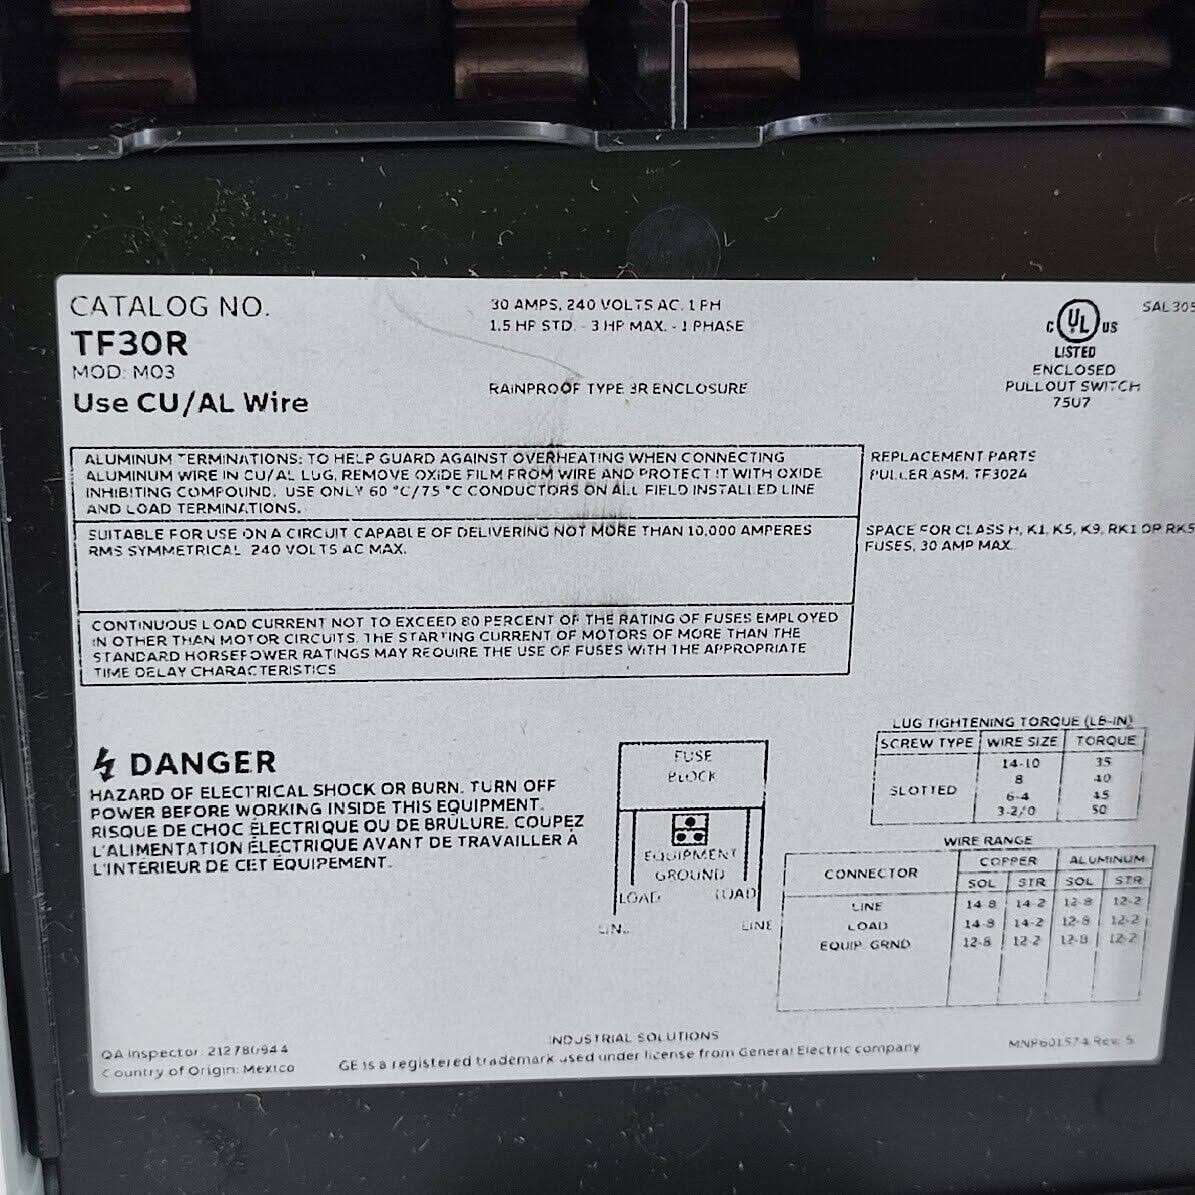 CATALOG NO.
TF30R
MOD: M03
Use CU/AL Wire
30 AMPS, 240 VOLTS AC, 1 PH
1.5 HP STD. - 3 HP MAX. - 1 PHASE
RAINPROOF TYPE 3R ENCLOSURE
C UL US
LISTED
ENCLOSED
PULLOUT SWITCH
75U7
SAL305
ALUMINUM TERMINATIONS: TO HELP GUARD AGAINST OVERHEATING WHEN CONNECTING
ALUMINUM WIRE IN CU/AL LUG, REMOVE OXIDE FILM FROM WIRE AND PROTECT IT WITH OXIDE
INHIBITING COMPOUND. USE ONLY 60 °C/75 °C CONDUCTORS ON ALL FIELD INSTALLED LINE
AND LOAD TERMINATIONS.
SUITABLE FOR USE ON A CIRCUIT CAPABLE OF DELIVERING NOT MORE THAN 10,000 AMPERES
RMS SYMMETRICAL 240 VOLTS AC MAX.
CONTINUOUS LOAD CURRENT NOT TO EXCEED 80 PERCENT OF THE RATING OF FUSES EMPLOYED
IN OTHER THAN MOTOR CIRCUITS. THE STARTING CURRENT OF MOTORS OF MORE THAN THE
STANDARD HORSEPOWER RATINGS MAY REQUIRE THE USE OF FUSES WITH THE APPROPRIATE
TIME DELAY CHARACTERISTICS
REPLACEMENT PARTS
PULLER ASM. TF302A
SPACE FOR CLASS H, K1, K5, K9, RK1 OR RK5
FUSES, 30 AMP MAX.
DANGER
HAZARD OF ELECTRICAL SHOCK OR BURN. TURN OFF
POWER BEFORE WORKING INSIDE THIS EQUIPMENT.
RISQUE DE CHOC ÉLECTRIQUE OU DE BRÛLURE. COUPEZ
L'ALIMENTATION ÉLECTRIQUE AVANT DE TRAVAILLER À
L'INTÉRIEUR DE CET ÉQUIPEMENT.
FUSE
BLOCK
EQUIPMENT
GROUND
LOAD LOAD
LINE LINE
LUG TIGHTENING TORQUE (LB-IN)
SCREW TYPE WIRE SIZE TORQUE
SLOTTED
14-10 35
8 40
6-4 45
3-2/0 50
WIRE RANGE
CONNECTOR COPPER ALUMINUM
SOL STR SOL STR
LINE 14-8 14-2 12-8 12-2
LOAD 14-8 14-2 12-8 12-2
EQUIP GRND 12-8 12-2 12-8 12-2
QA Inspector: 212780944
Country of Origin: Mexico
INDUSTRIAL SOLUTIONS
GE is a registered trademark used under license from General Electric company
MNP601574 Rev. 5